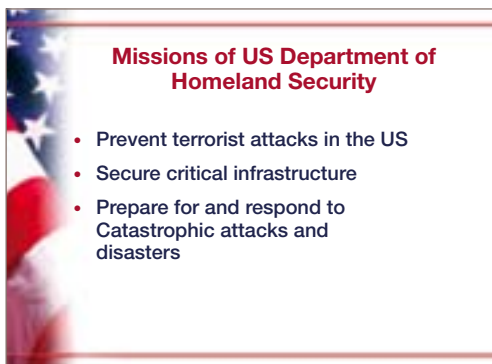 Missions of US Department of
Homeland Security
• Prevent terrorist attacks in the US
• Secure critical infrastructure
• Prepare for and respond to
Catastrophic attacks and
disasters